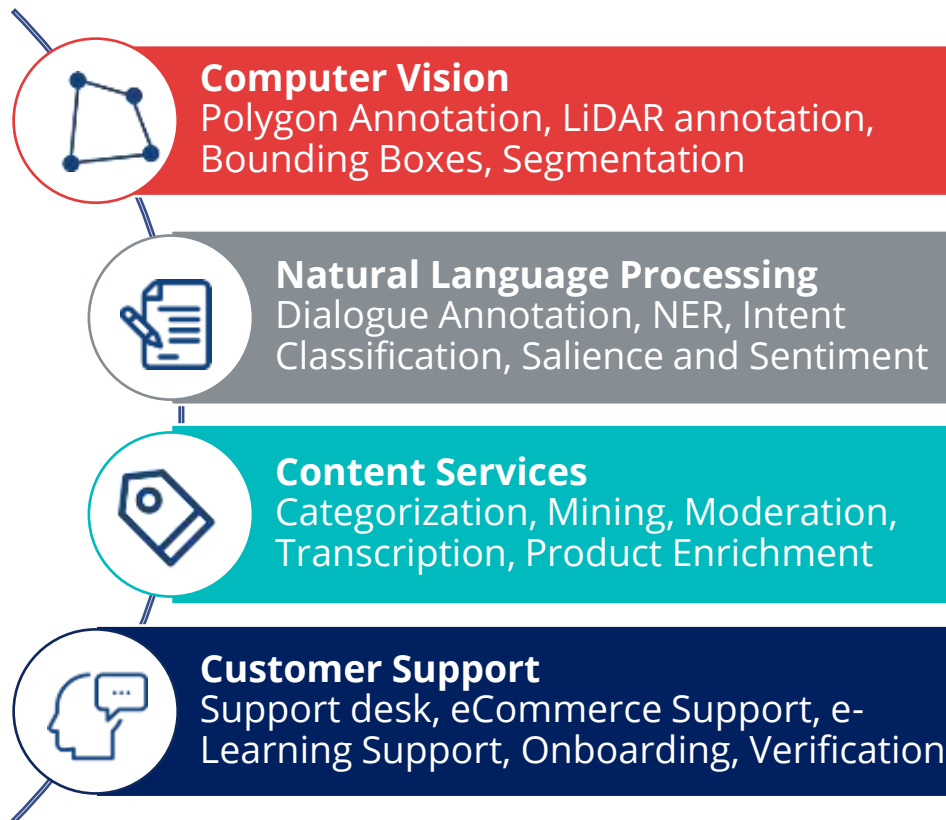 Computer Vision
Polygon Annotation, LiDAR annotation,
Bounding Boxes, Segmentation
Natural Language Processing
Dialogue Annotation, NER, Intent
Classification, Salience and Sentiment
Content Services
Categorization, Mining, Moderation,
Transcription, Product Enrichment
Customer Support
Support desk, eCommerce Support, e-
Learning Support, Onboarding, Verification